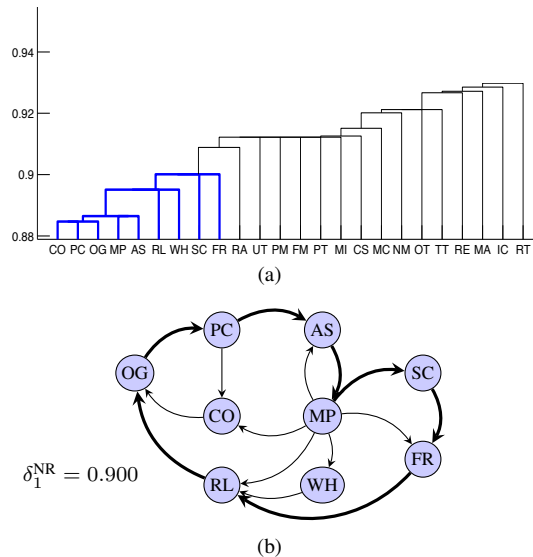 0.94
0.92
0.9
0.88
CO PC OG MP AS RL WH SC FR RA UT PM FM PT MI CS MC NM OT TT RE MA IC RT
(a)
PC AS
OG SC
CO MP
FR
RL WH
δ₁ᴺᴿ = 0.900
(b)